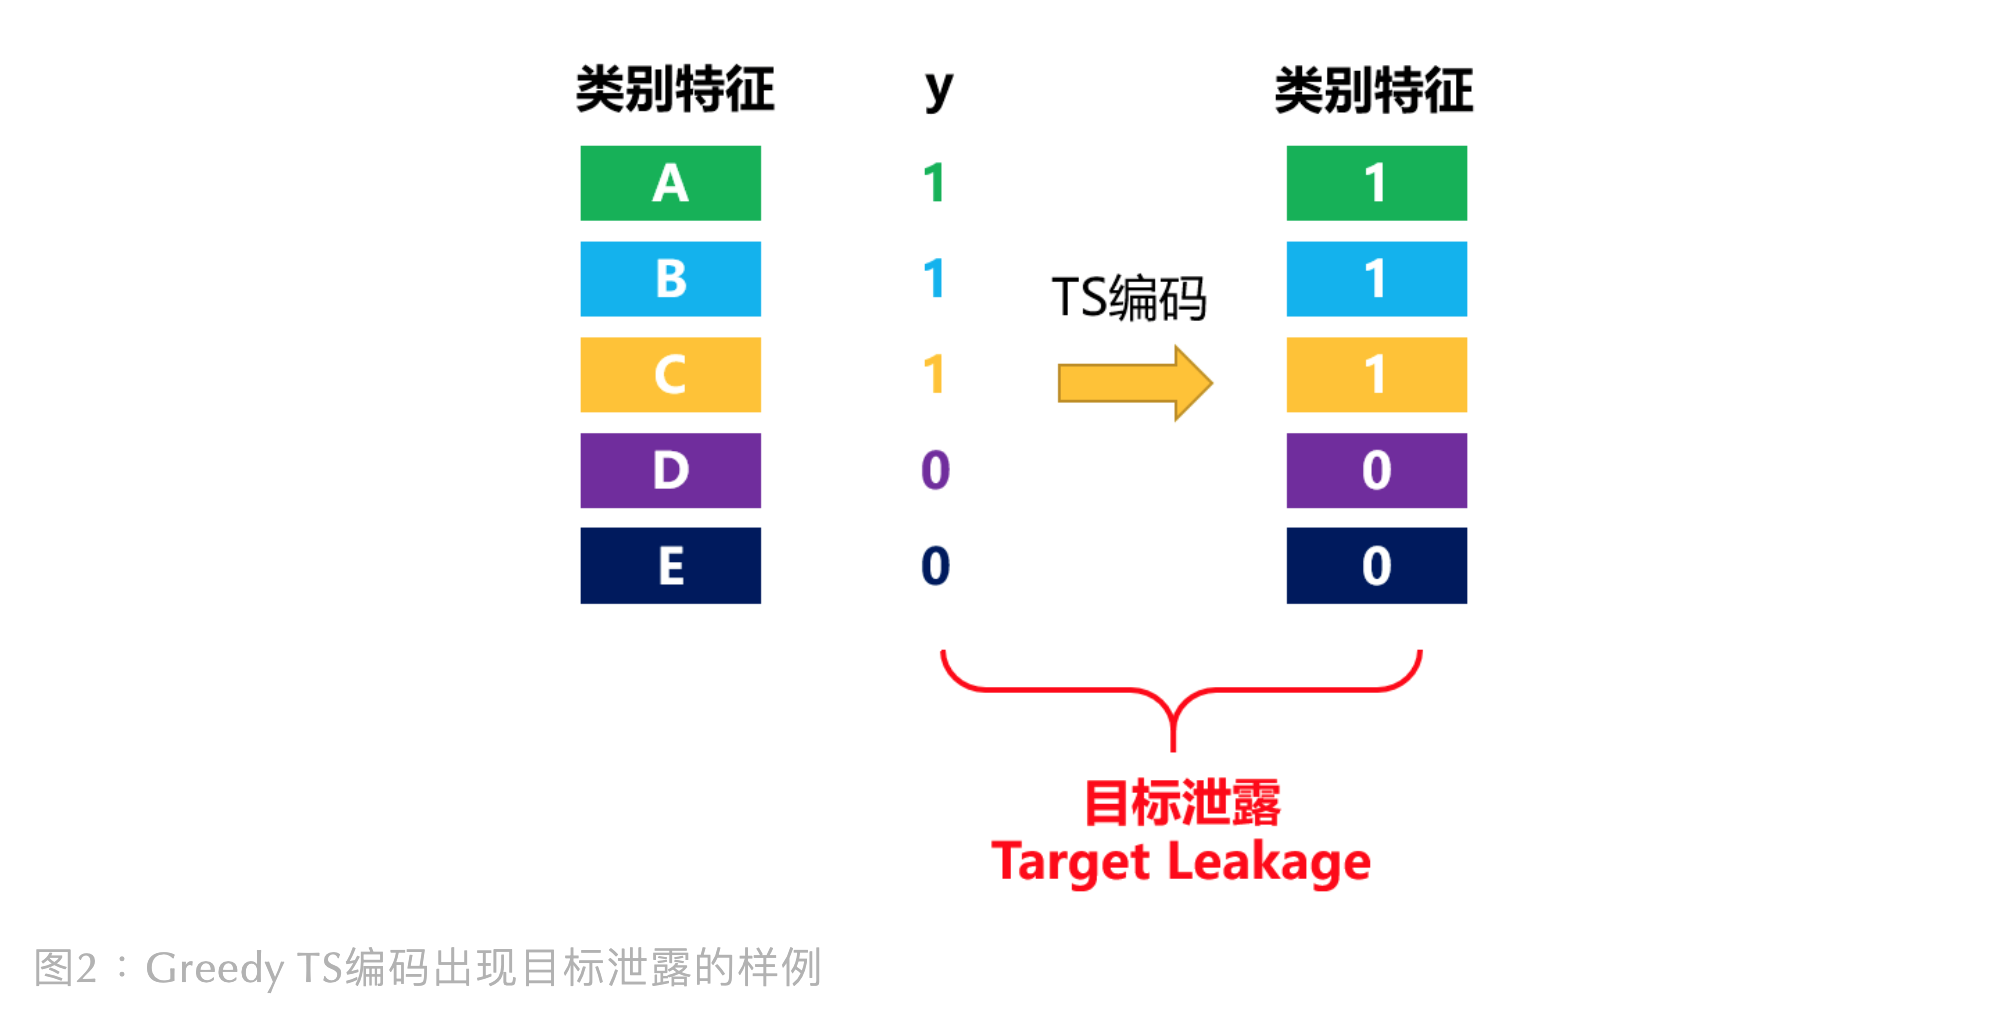 类别特征 y 类别特征
A 1 1
B 1 1
TS编码
C 1 1
D 0 0
E 0 0
目标泄露
Target Leakage
图2：Greedy TS编码出现目标泄露的样例